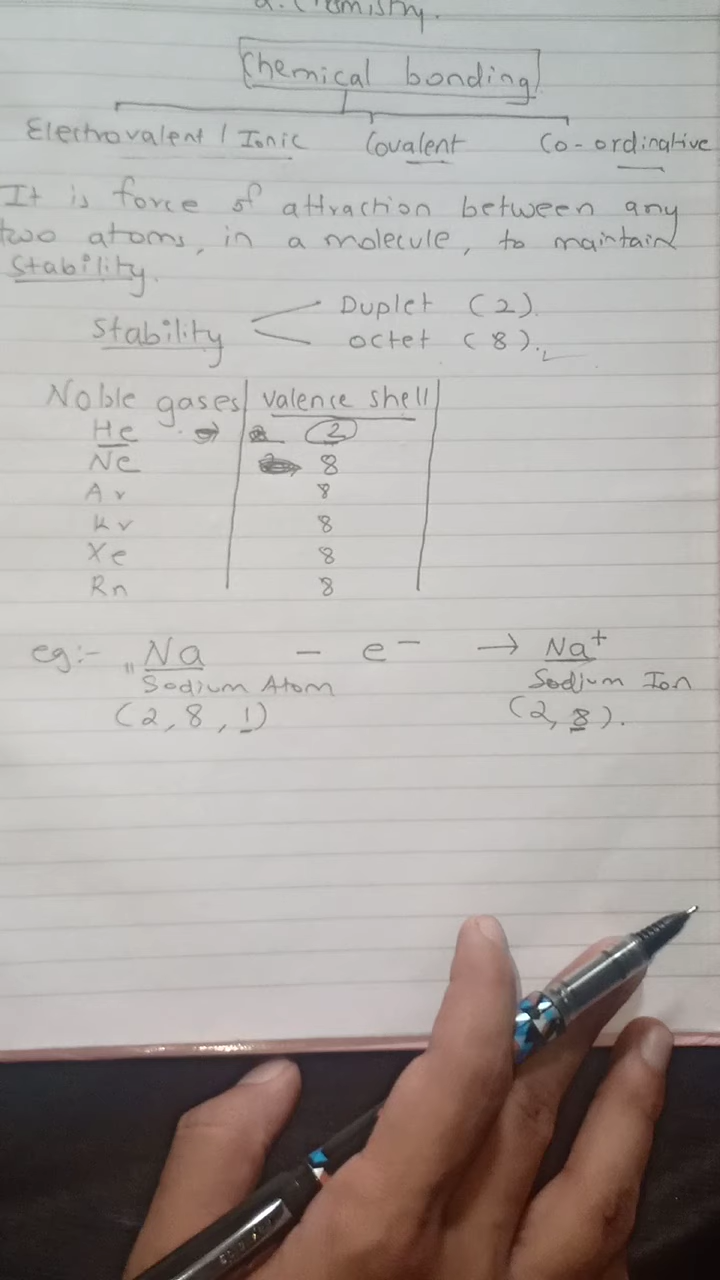 Chemistry.
Chemical bonding
Electrovalent / Ionic Covalent Co-ordinative
It is force of attraction between any
two atoms, in a molecule, to maintain
stability.
Stability Duplet (2).
octet (8).
Noble gases valence shell
He → 2
Ne 8
Ar 8
Kr 8
Xe 8
Rn 8
eg:- 11Na - e⁻ → Na⁺
Sodium Atom Sodium Ion
(2, 8, 1) (2, 8).